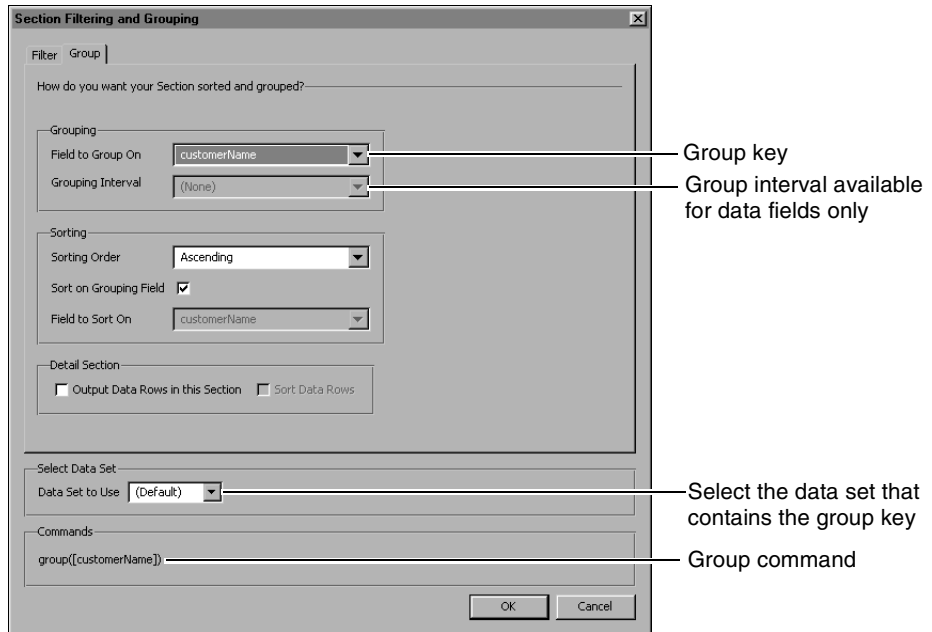 Section Filtering and Grouping
Filter Group
How do you want your Section sorted and grouped?
Grouping
Field to Group On customerName
Group key
Grouping Interval (None)
Group interval available
for data fields only
Sorting
Sorting Order Ascending
Sort on Grouping Field
Field to Sort On customerName
Detail Section
Output Data Rows in this Section Sort Data Rows
Select Data Set
Data Set to Use (Default)
Select the data set that
contains the group key
Commands
group([customerName])
Group command
OK Cancel